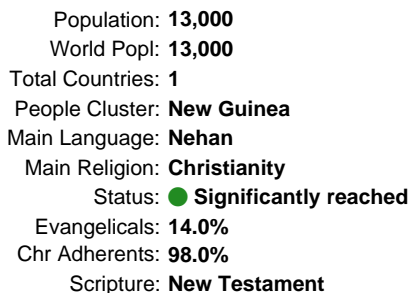 Population: 13,000
World Popl: 13,000
Total Countries: 1
People Cluster: New Guinea
Main Language: Nehan
Main Religion: Christianity
Status: Significantly reached
Evangelicals: 14.0%
Chr Adherents: 98.0%
Scripture: New Testament